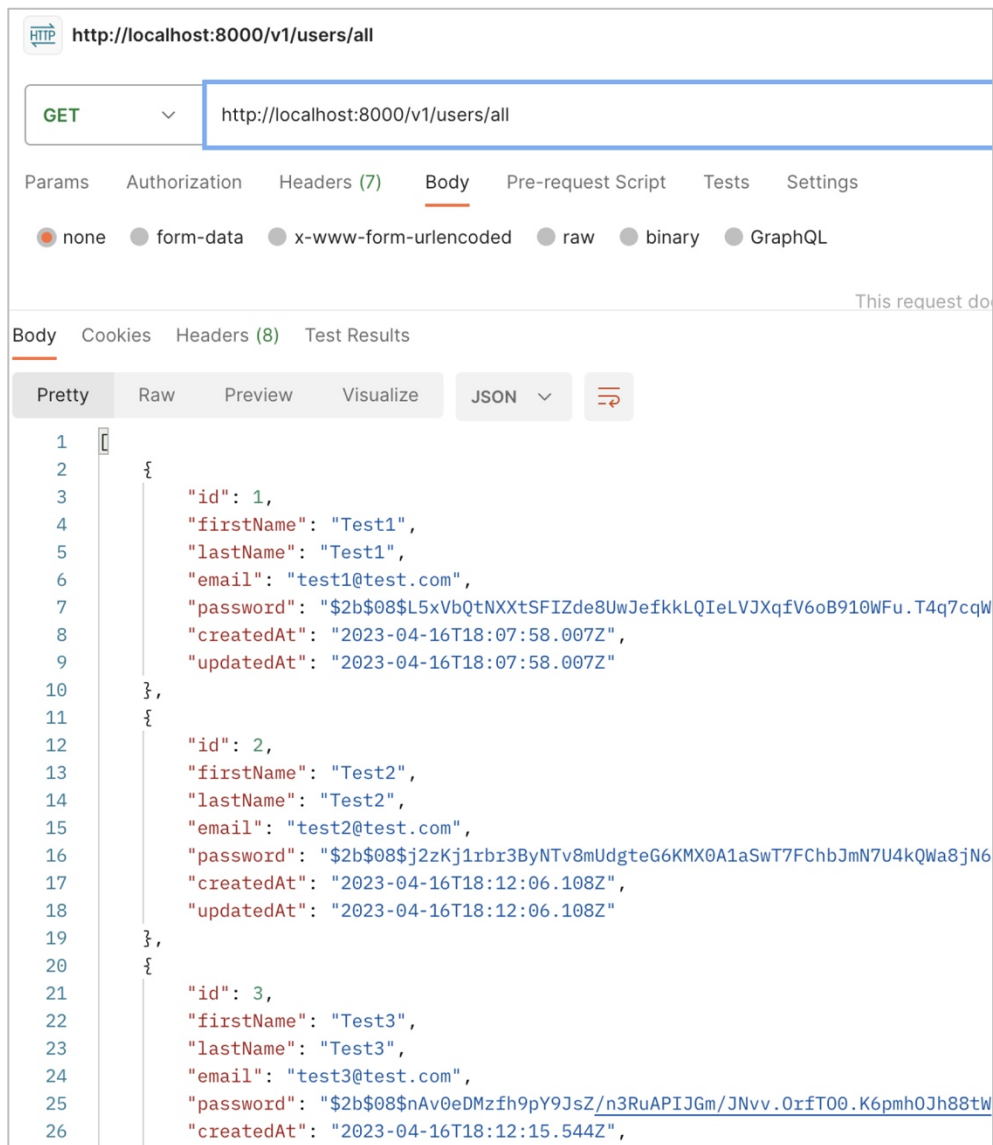 HTTP http://localhost:8000/v1/users/all
GET http://localhost:8000/v1/users/all
Params Authorization Headers (7) Body Pre-request Script Tests Settings
none form-data x-www-form-urlencoded raw binary GraphQL
This request do
Body Cookies Headers (8) Test Results
Pretty Raw Preview Visualize JSON
1 [
2 {
3 "id": 1,
4 "firstName": "Test1",
5 "lastName": "Test1",
6 "email": "test1@test.com",
7 "password": "$2b$08$L5xVbQtNXXtSFIZde8UwJefkkLQIeLVJXqfV6oB910WFu.T4q7cqW
8 "createdAt": "2023-04-16T18:07:58.007Z",
9 "updatedAt": "2023-04-16T18:07:58.007Z"
10 },
11 {
12 "id": 2,
13 "firstName": "Test2",
14 "lastName": "Test2",
15 "email": "test2@test.com",
16 "password": "$2b$08$j2zKj1rbr3ByNTv8mUdgteG6KMX0A1aSwT7FChbJmN7U4kQWa8jN6
17 "createdAt": "2023-04-16T18:12:06.108Z",
18 "updatedAt": "2023-04-16T18:12:06.108Z"
19 },
20 {
21 "id": 3,
22 "firstName": "Test3",
23 "lastName": "Test3",
24 "email": "test3@test.com",
25 "password": "$2b$08$nAv0eDMzfh9pY9JsZ/n3RuAPIJGm/JNvv.OrfTO0.K6pmhOJh88tW
26 "createdAt": "2023-04-16T18:12:15.544Z",